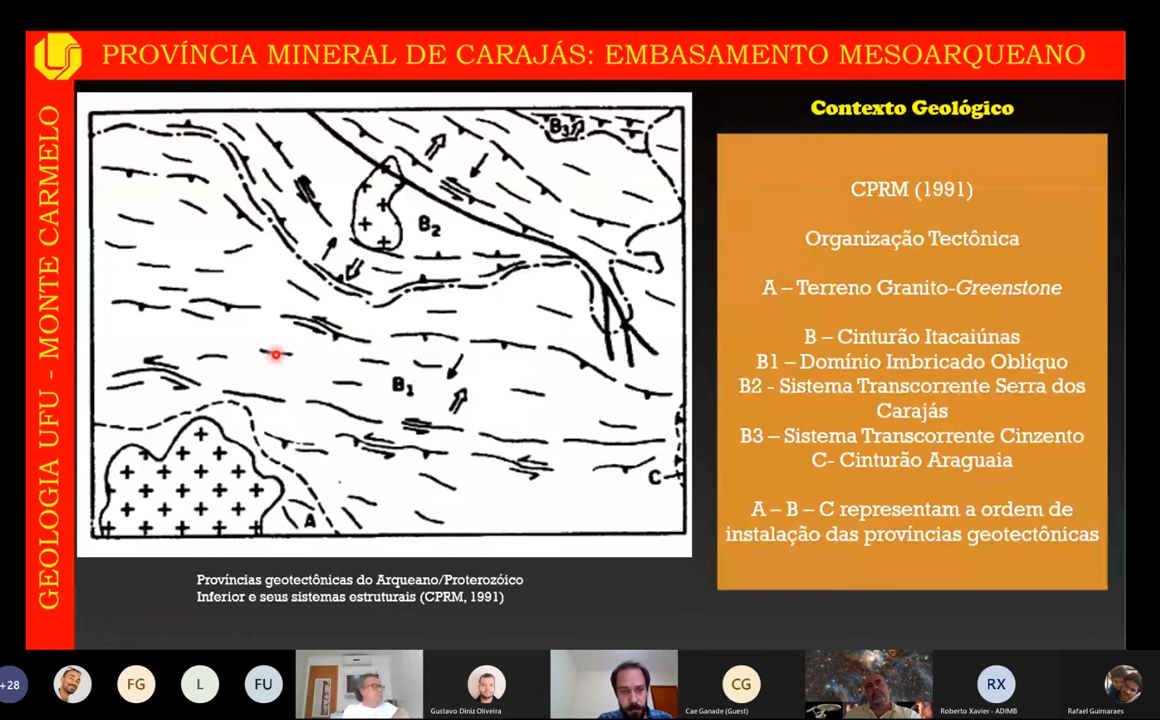 PROVÍNCIA MINERAL DE CARAJÁS: EMBASAMENTO MESOARQUEANO
GEOLOGIA UFU - MONTE CARMELO
B3
B2
B1
A
C
Contexto Geológico
CPRM (1991)
Organização Tectônica
A – Terreno Granito-Greenstone
B – Cinturão Itacaiúnas
B1 – Domínio Imbricado Oblíquo
B2 - Sistema Transcorrente Serra dos
Carajás
B3 – Sistema Transcorrente Cinzento
C- Cinturão Araguaia
A – B – C representam a ordem de
instalação das províncias geotectônicas
Províncias geotectônicas do Arqueano/Proterozóico
Inferior e seus sistemas estruturais (CPRM, 1991)
+28
FG
L
FU
Gustavo Diniz Oliveira
CG
Cae Ganade (Guest)
RX
Roberto Xavier - ADIMB
Rafael Guimaraes